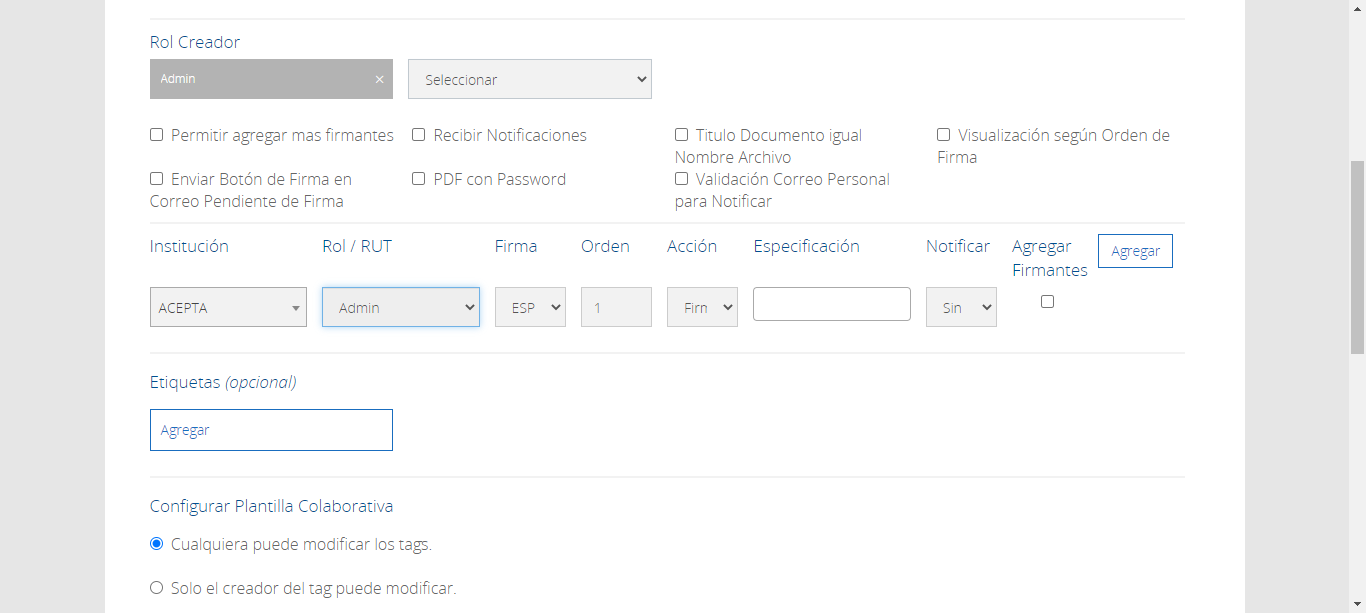 Rol Creador
Admin ×
Seleccionar
Permitir agregar mas firmantes
Recibir Notificaciones
Titulo Documento igual
Nombre Archivo
Visualización según Orden de
Firma
Enviar Botón de Firma en
Correo Pendiente de Firma
PDF con Password
Validación Correo Personal
para Notificar
Institución
Rol / RUT
Firma
Orden
Acción
Especificación
Notificar
Agregar
Firmantes
Agregar
ACEPTA
Admin
ESP
1
Firn
Sin
Etiquetas (opcional)
Agregar
Configurar Plantilla Colaborativa
Cualquiera puede modificar los tags.
Solo el creador del tag puede modificar.